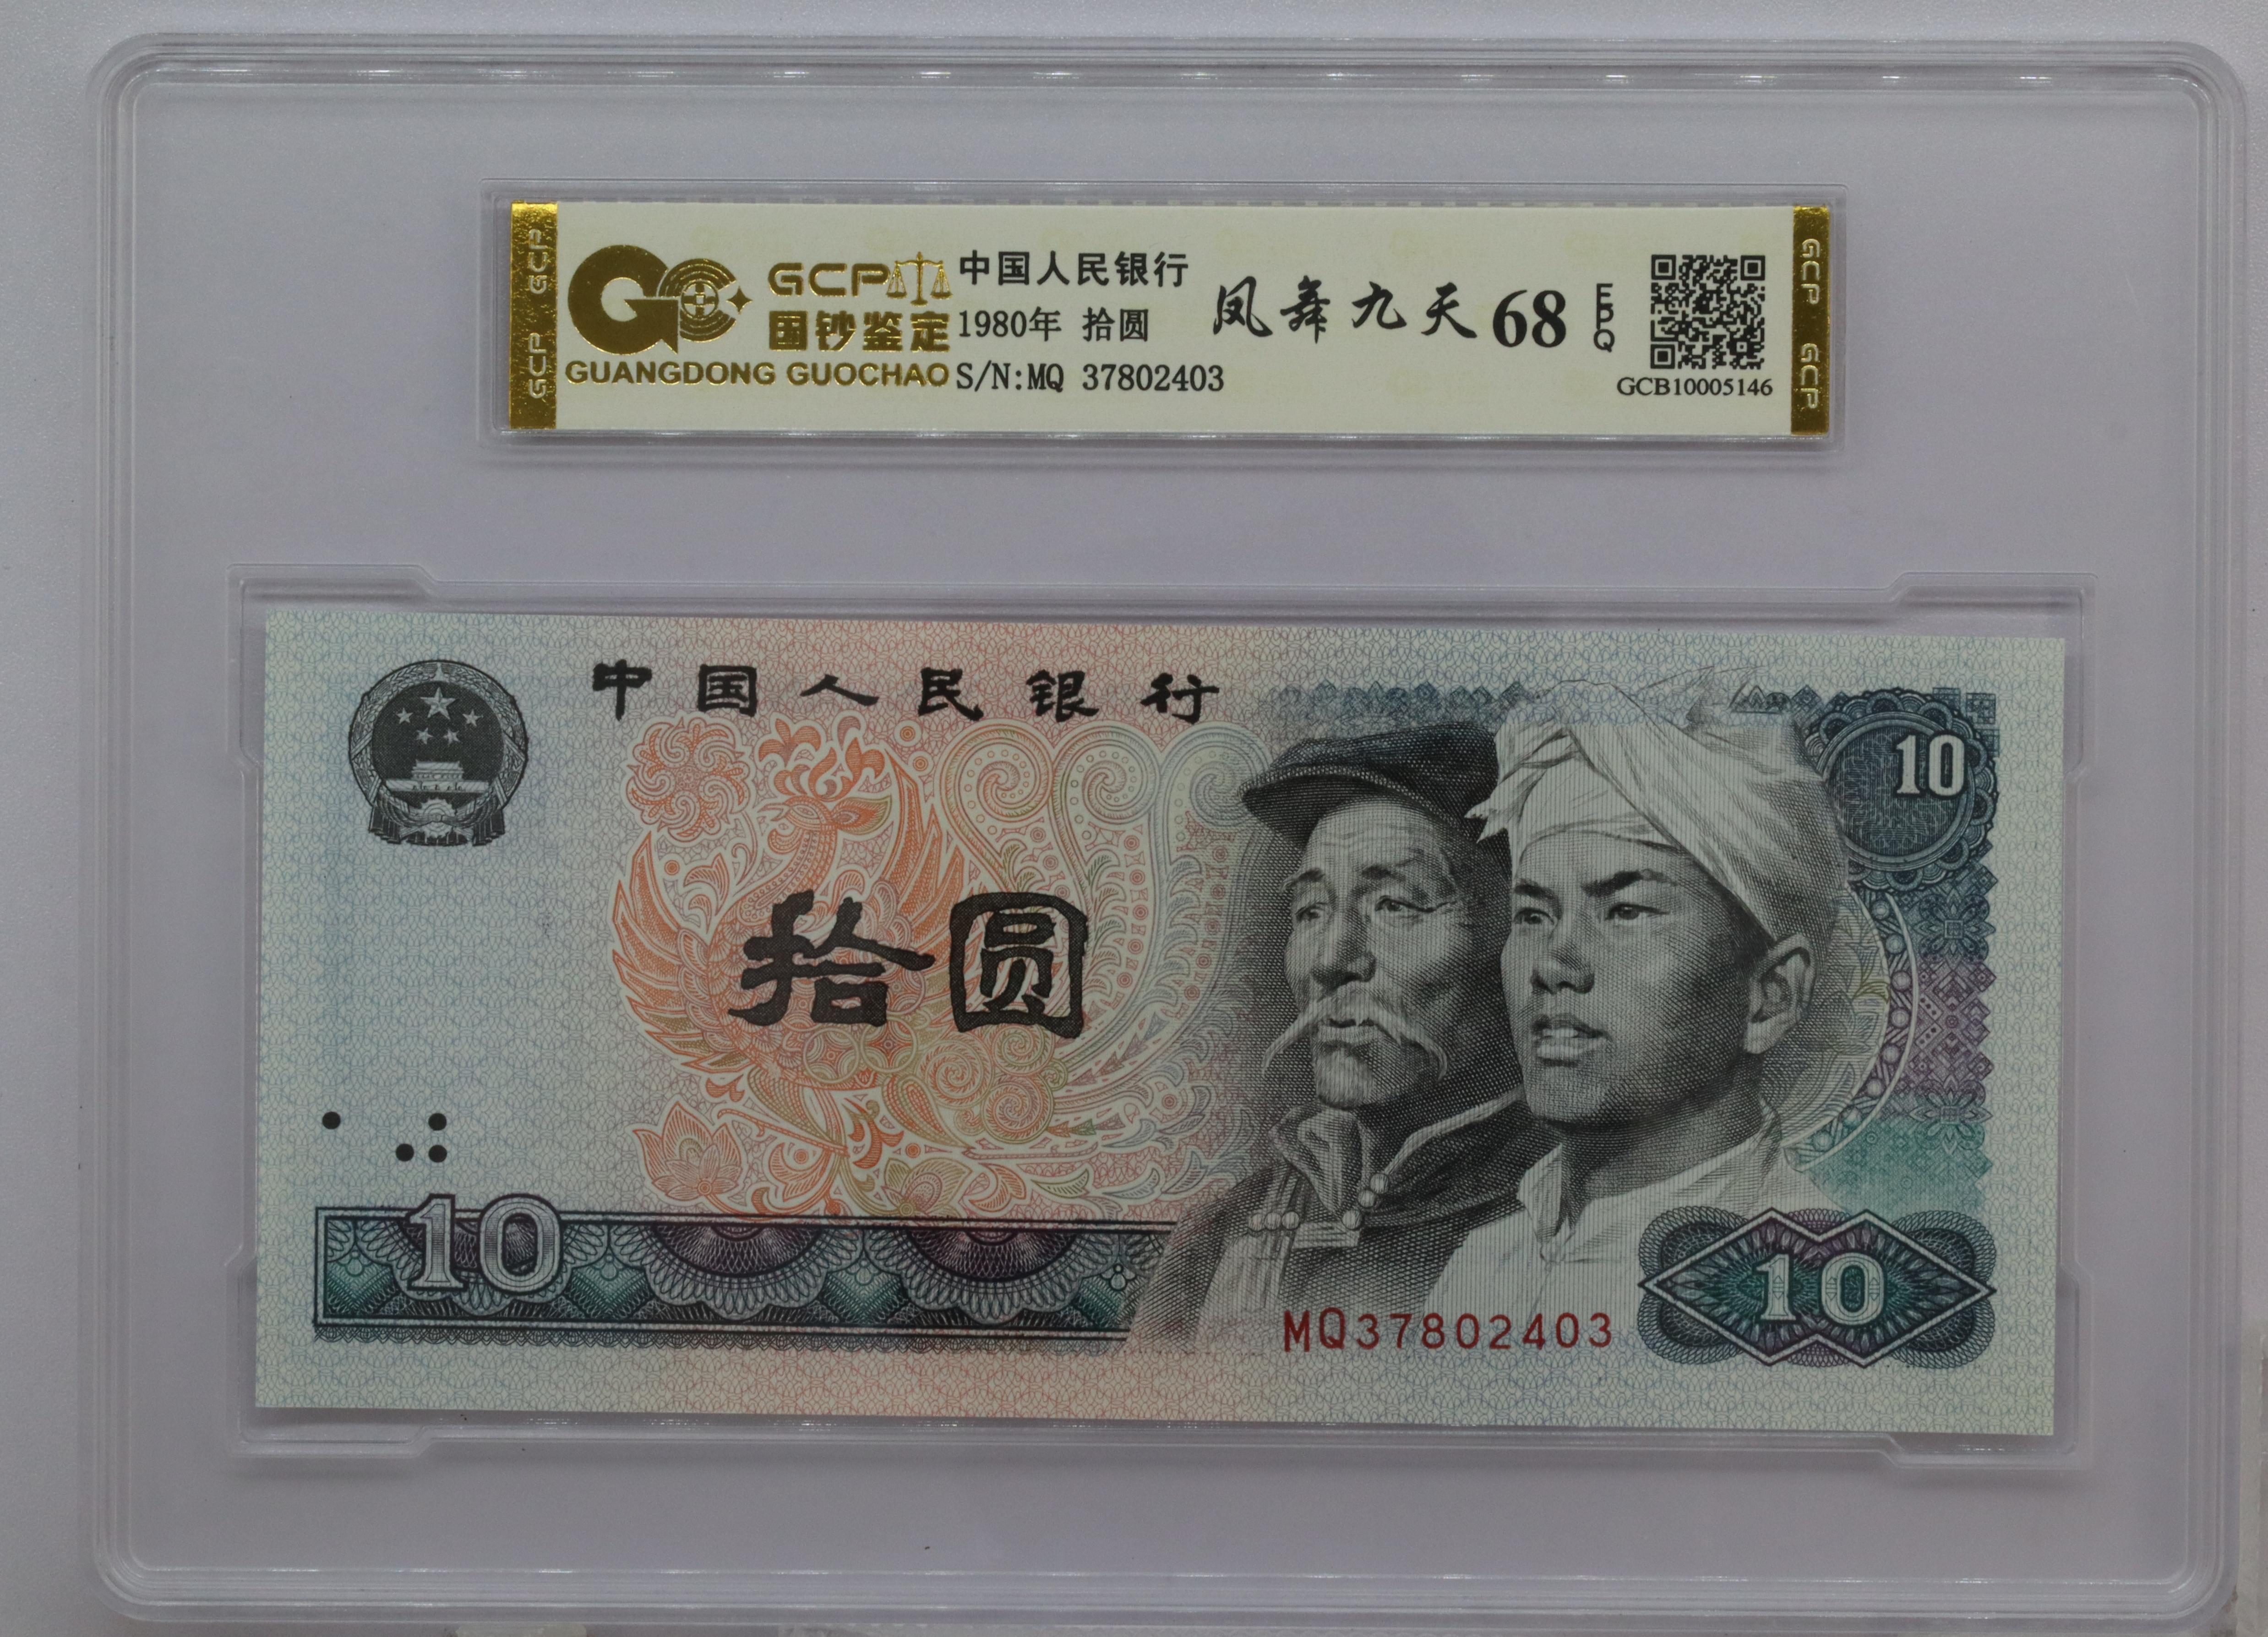 GCP GCP
GCP
国钞鉴定
GUANGDONG GUOCHAO
中国人民银行
1980年 拾圆
S/N:MQ 37802403
凤舞九天 68 EPQ
GCB10005146
GCP GCP
中国人民银行
10
拾圆
10
MQ37802403
10